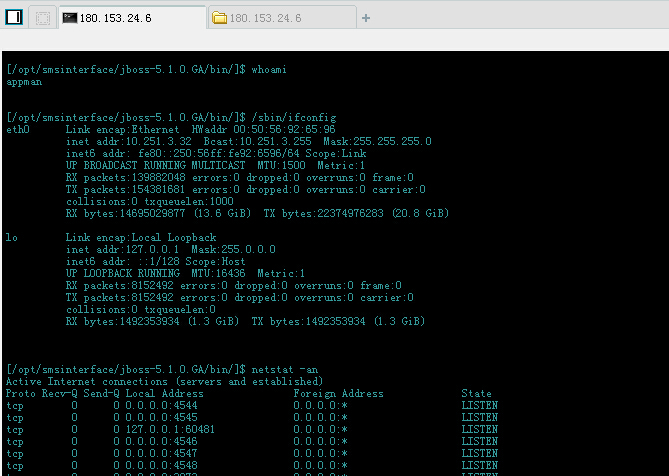 180.153.24.6
180.153.24.6
[/opt/smsinterface/jboss-5.1.0.GA/bin/]$ whoami
appman
[/opt/smsinterface/jboss-5.1.0.GA/bin/]$ /sbin/ifconfig
eth0 Link encap:Ethernet HWaddr 00:50:56:92:65:96
inet addr:10.251.3.32 Bcast:10.251.3.255 Mask:255.255.255.0
inet6 addr: fe80::250:56ff:fe92:6596/64 Scope:Link
UP BROADCAST RUNNING MULTICAST MTU:1500 Metric:1
RX packets:139882048 errors:0 dropped:0 overruns:0 frame:0
TX packets:154381681 errors:0 dropped:0 overruns:0 carrier:0
collisions:0 txqueuelen:1000
RX bytes:14695029877 (13.6 GiB) TX bytes:22374976283 (20.8 GiB)
lo Link encap:Local Loopback
inet addr:127.0.0.1 Mask:255.0.0.0
inet6 addr: ::1/128 Scope:Host
UP LOOPBACK RUNNING MTU:16436 Metric:1
RX packets:8152492 errors:0 dropped:0 overruns:0 frame:0
TX packets:8152492 errors:0 dropped:0 overruns:0 carrier:0
collisions:0 txqueuelen:0
RX bytes:1492353934 (1.3 GiB) TX bytes:1492353934 (1.3 GiB)
[/opt/smsinterface/jboss-5.1.0.GA/bin/]$ netstat -an
Active Internet connections (servers and established)
Proto Recv-Q Send-Q Local Address Foreign Address State
tcp 0 0 0.0.0.0:4544 0.0.0.0:* LISTEN
tcp 0 0 0.0.0.0:4545 0.0.0.0:* LISTEN
tcp 0 0 127.0.0.1:60481 0.0.0.0:* LISTEN
tcp 0 0 0.0.0.0:4546 0.0.0.0:* LISTEN
tcp 0 0 0.0.0.0:4547 0.0.0.0:* LISTEN
tcp 0 0 0.0.0.0:4548 0.0.0.0:* LISTEN